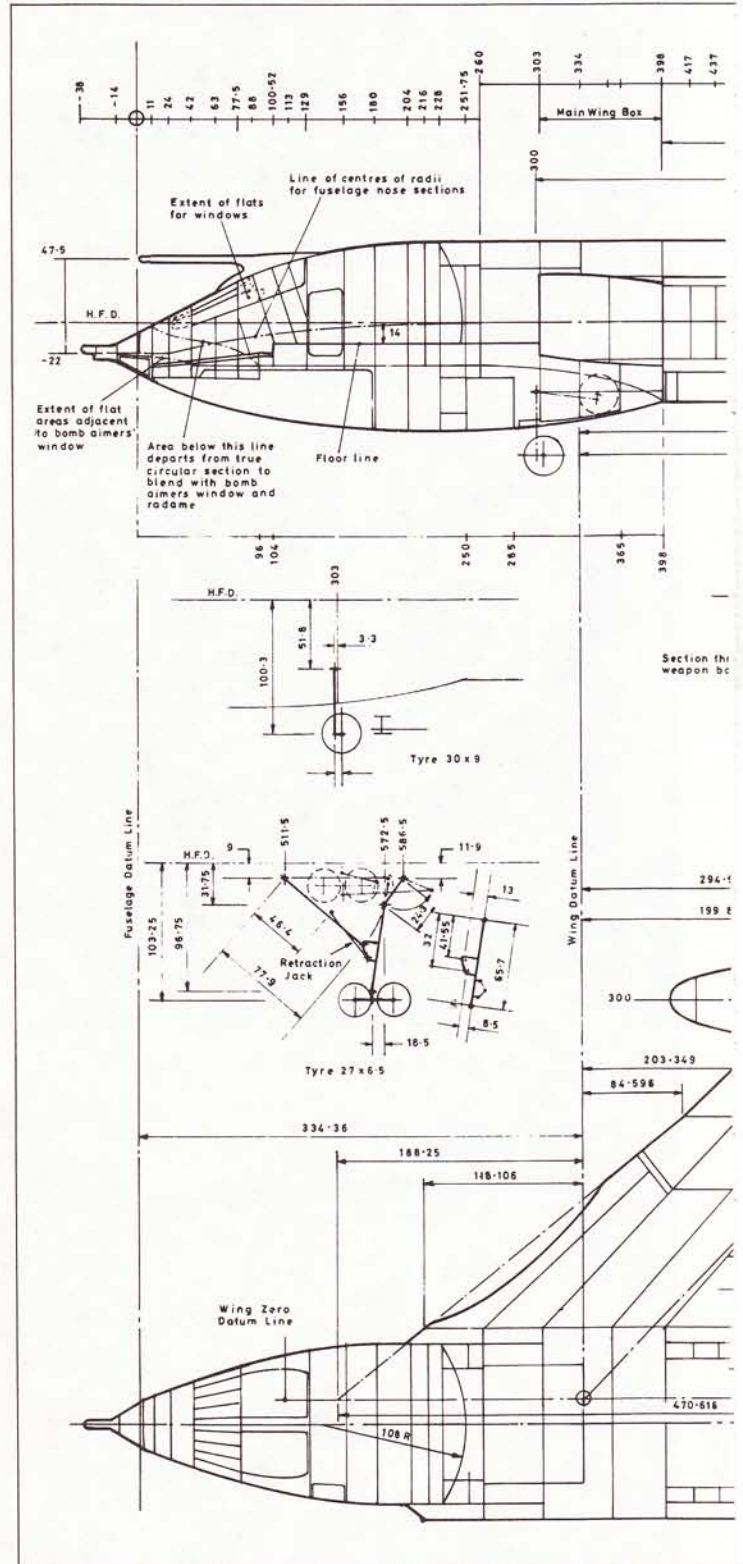 -38
-14
11
24
42
63
77·5
88
100·52
113
129
156
180
204
216
228
251·75
260
303
334
398
417
437
Main Wing Box
300
Line of centres of radii
for fuselage nose sections
Extent of flats
for windows
47·5
H.F.D.
14
-22
Extent of flat
areas adjacent
to bomb aimers'
window
Area below this line
departs from true
circular section to
blend with bomb
aimers window and
radame
Floor line
96
104
250
265
365
398
303
H.F.D.
51·8
3·3
100·3
Section thr
weapon bo
Tyre 30 x 9
Fuselage Datum Line
Wing Datum Line
511·5
572·5
586·5
9
H.F.D.
11·9
31·75
294·
13
103·25
96·75
199 8
46·4
32
41·55
65·7
Retraction
Jack
77·9
300
8·5
18·5
Tyre 27 x 6·5
203·349
84·596
334·36
188·25
118·106
Wing Zero
Datum Line
470·616
108 R